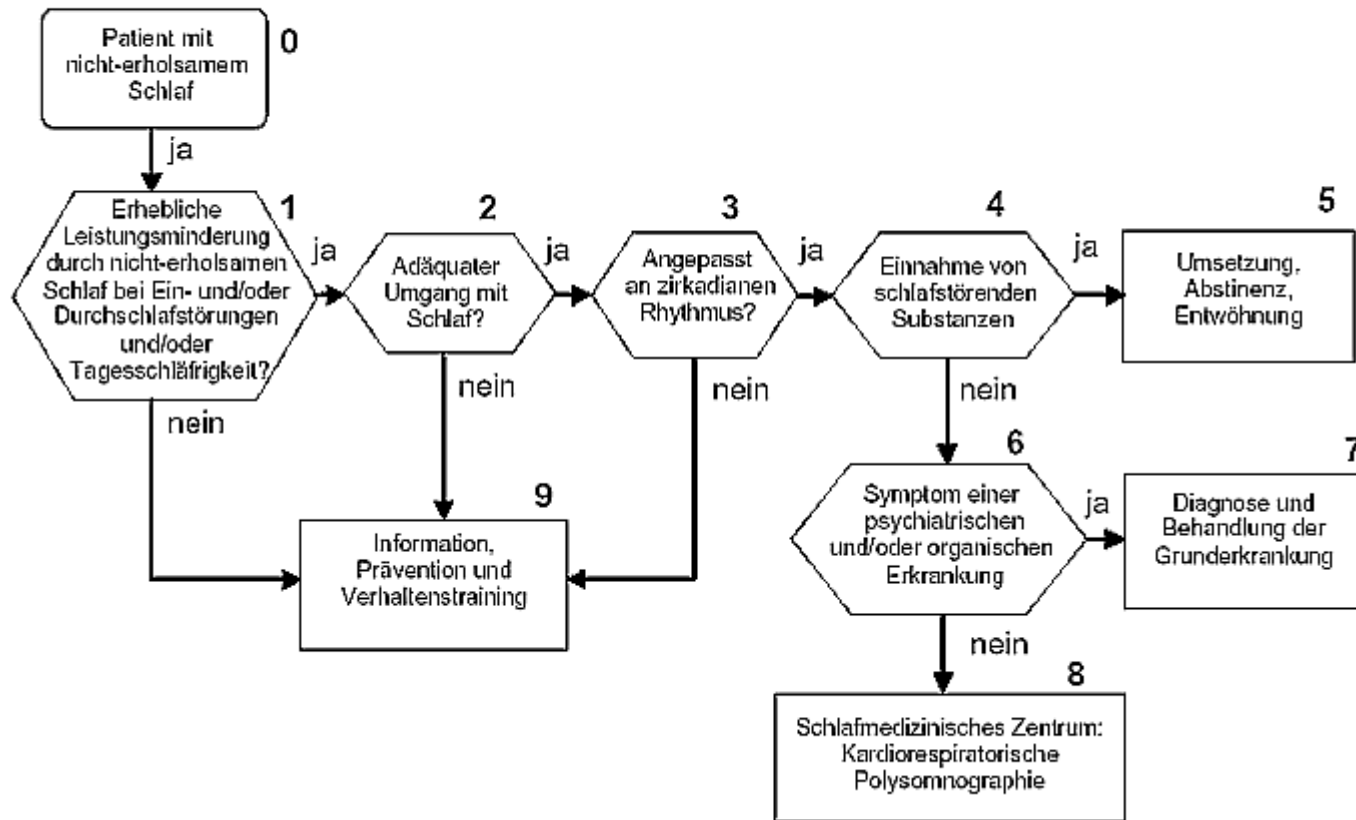 Patient mit
nicht-erholsamem
Schlaf
0
ja
Erhebliche
Leistungsminderung
durch nicht-erholsamen
Schlaf bei Ein- und/oder
Durchschlafstörungen
und/oder
Tagesschläfrigkeit?
1
ja
nein
Adäquater
Umgang mit
Schlaf?
2
ja
nein
Angepasst
an zirkadianen
Rhythmus?
3
ja
nein
Einnahme von
schlafstörenden
Substanzen
4
ja
nein
Umsetzung,
Abstinenz,
Entwöhnung
5
Symptom einer
psychiatrischen
und/oder organischen
Erkrankung
6
ja
nein
Diagnose und
Behandlung der
Grunderkrankung
7
Schlafmedizinisches Zentrum:
Kardiorespiratorische
Polysomnographie
8
Information,
Prävention und
Verhaltenstraining
9